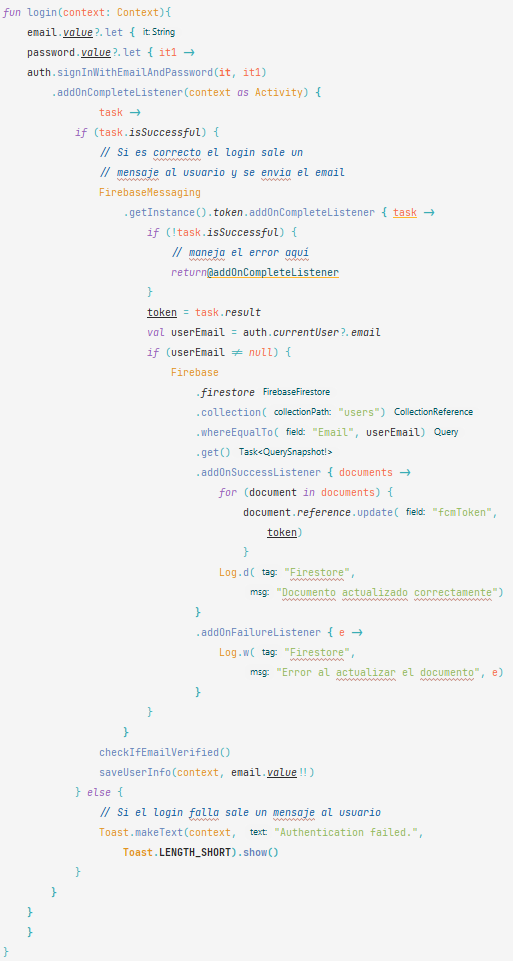 fun login(context: Context){
    email.value?.let { it: String
    password.value?.let { it1 →
    auth.signInWithEmailAndPassword(it, it1)
        .addOnCompleteListener(context as Activity) {
                task →
            if (task.isSuccessful) {
                // Si es correcto el login sale un
                // mensaje al usuario y se envia el email
                FirebaseMessaging
                    .getInstance().token.addOnCompleteListener { task →
                        if (!task.isSuccessful) {
                            // maneja el error aquí
                            return@addOnCompleteListener
                        }
                        token = task.result
                        val userEmail = auth.currentUser?.email
                        if (userEmail ≠ null) {
                            Firebase
                                .firestore FirebaseFirestore
                                .collection( collectionPath: "users") CollectionReference
                                .whereEqualTo( field: "Email", userEmail) Query
                                .get() Task<QuerySnapshot!>
                                .addOnSuccessListener { documents →
                                    for (document in documents) {
                                        document.reference.update( field: "fcmToken",
                                            token)
                                        }
                                    Log.d( tag: "Firestore",
                                         msg: "Documento actualizado correctamente")
                                }
                                .addOnFailureListener { e →
                                    Log.w( tag: "Firestore",
                                         msg: "Error al actualizar el documento", e)
                                }
                        }
                    }
                checkIfEmailVerified()
                saveUserInfo(context, email.value!!)
            } else {
                // Si el login falla sale un mensaje al usuario
                Toast.makeText(context, text: "Authentication failed.",
                    Toast.LENGTH_SHORT).show()
            }
        }
    }
    }
}